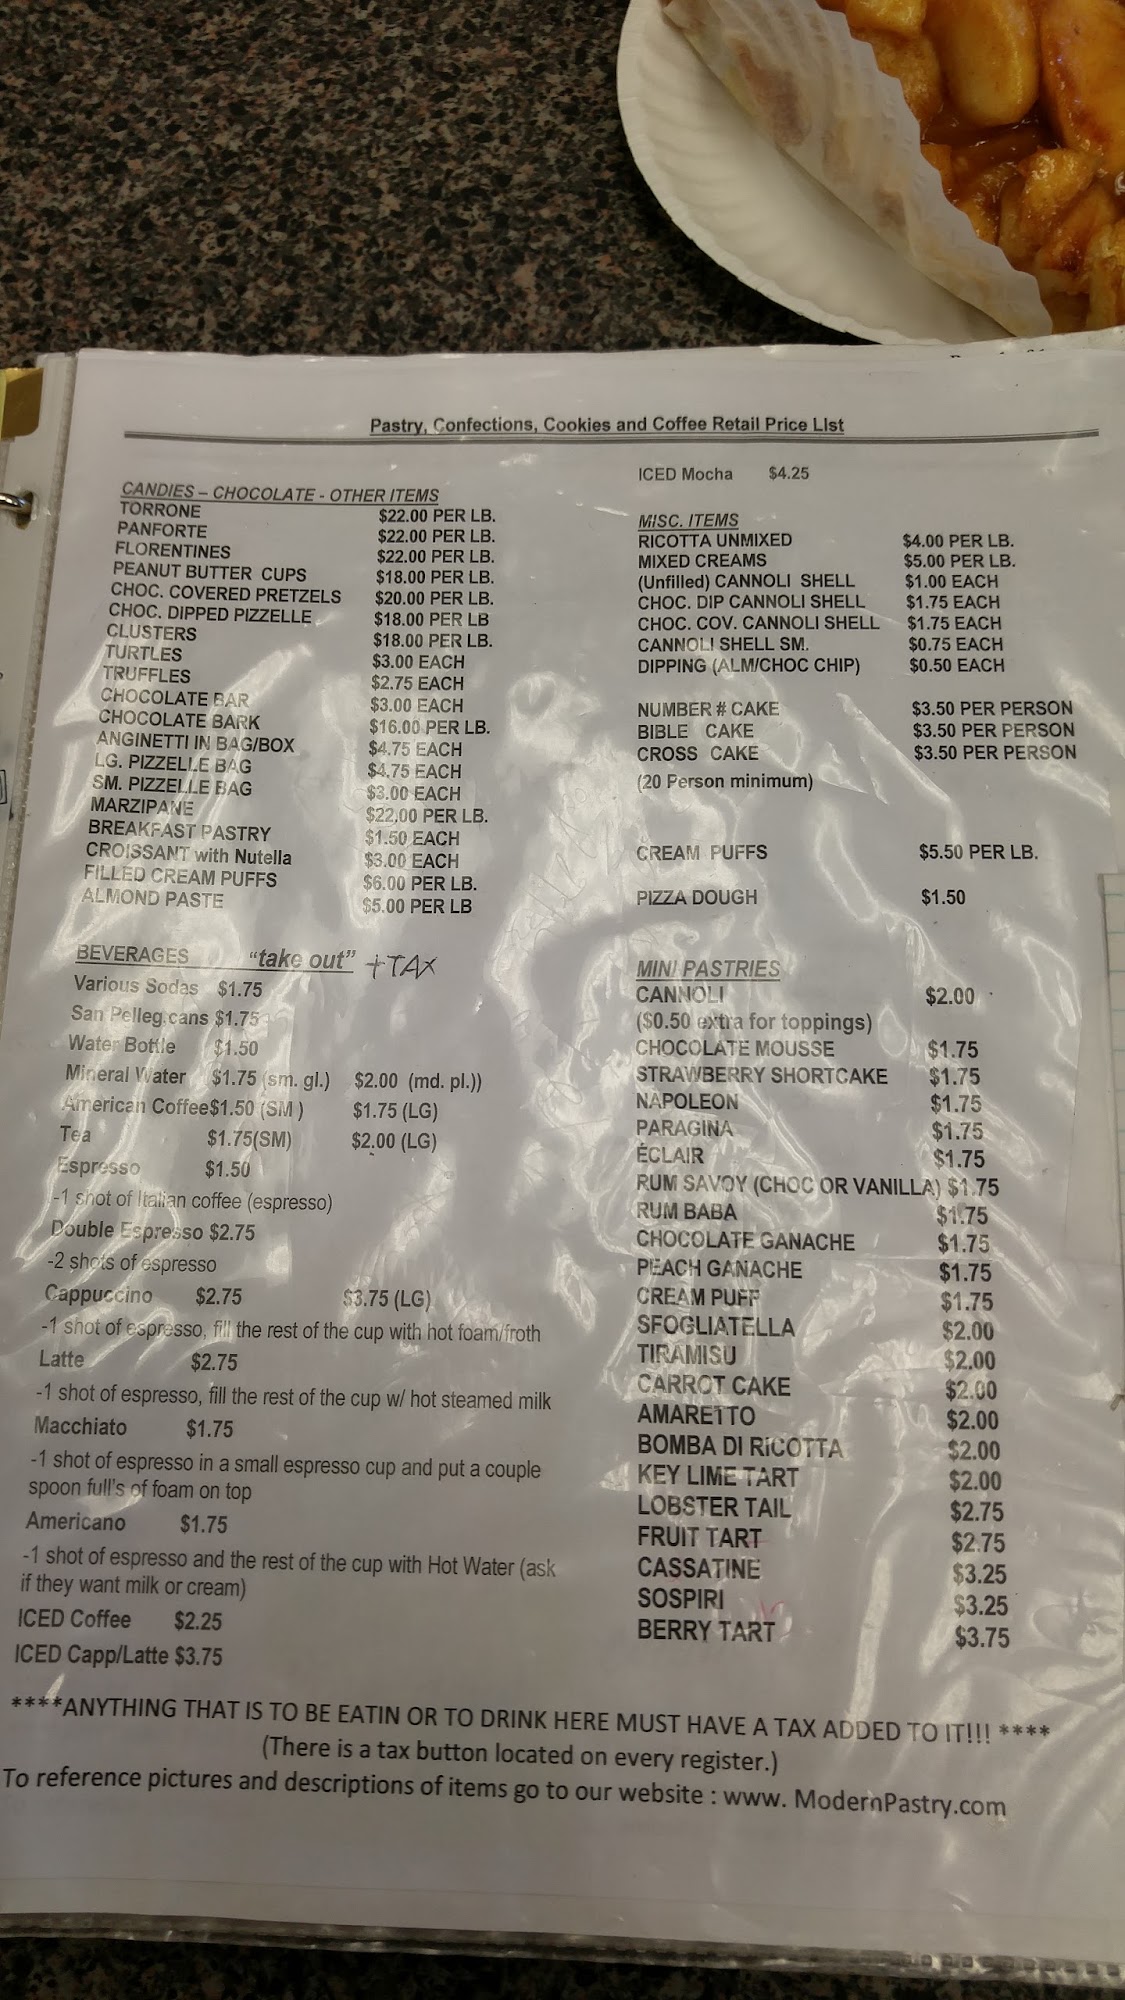 Pastry, Confections, Cookies and Coffee Retail Price List
CANDIES – CHOCOLATE - OTHER ITEMS
TORRONE $22.00 PER LB.
PANFORTE $22.00 PER LB.
FLORENTINES $22.00 PER LB.
PEANUT BUTTER CUPS $18.00 PER LB.
CHOC. COVERED PRETZELS $20.00 PER LB.
CHOC. DIPPED PIZZELLE $18.00 PER LB
CLUSTERS $18.00 PER LB.
TURTLES $3.00 EACH
TRUFFLES $2.75 EACH
CHOCOLATE BAR $3.00 EACH
CHOCOLATE BARK $16.00 PER LB.
ANGINETTI IN BAG/BOX $4.75 EACH
LG. PIZZELLE BAG $4.75 EACH
SM. PIZZELLE BAG $3.00 EACH
MARZIPANE $22,00 PER LB.
BREAKFAST PASTRY $1.50 EACH
CROISSANT with Nutella $3.00 EACH
FILLED CREAM PUFFS $6.00 PER LB.
ALMOND PASTE $5.00 PER LB
BEVERAGES "take out" +TAX
Various Sodas $1.75
San Pelleg.cans $1.75
Water Bottle $1.50
Mineral Water $1.75 (sm. gl.) $2.00 (md. pl.))
American Coffee$1.50 (SM ) $1.75 (LG)
Tea $1.75(SM) $2.00 (LG)
Espresso $1.50
-1 shot of Italian coffee (espresso)
Double Espresso $2.75
-2 shots of espresso
Cappuccino $2.75 $3.75 (LG)
-1 shot of espresso, fill the rest of the cup with hot foam/froth
Latte $2.75
-1 shot of espresso, fill the rest of the cup w/ hot steamed milk
Macchiato $1.75
-1 shot of espresso in a small espresso cup and put a couple
spoon full's of foam on top
Americano $1.75
-1 shot of espresso and the rest of the cup with Hot Water (ask
if they want milk or cream)
ICED Coffee $2.25
ICED Capp/Latte $3.75
ICED Mocha $4.25
MISC. ITEMS
RICOTTA UNMIXED $4.00 PER LB.
MIXED CREAMS $5.00 PER LB.
(Unfilled) CANNOLI SHELL $1.00 EACH
CHOC. DIP CANNOLI SHELL $1.75 EACH
CHOC. COV. CANNOLI SHELL $1.75 EACH
CANNOLI SHELL SM. $0.75 EACH
DIPPING (ALM/CHOC CHIP) $0.50 EACH
NUMBER # CAKE $3.50 PER PERSON
BIBLE CAKE $3.50 PER PERSON
CROSS CAKE $3.50 PER PERSON
(20 Person minimum)
CREAM PUFFS $5.50 PER LB.
PIZZA DOUGH $1.50
MINI PASTRIES
CANNOLI $2.00
($0.50 extra for toppings)
CHOCOLATE MOUSSE $1.75
STRAWBERRY SHORTCAKE $1.75
NAPOLEON $1.75
PARAGINA $1.75
ÉCLAIR $1.75
RUM SAVOY (CHOC OR VANILLA) $1.75
RUM BABA $1.75
CHOCOLATE GANACHE $1.75
PEACH GANACHE $1.75
CREAM PUFF $1.75
SFOGLIATELLA $2.00
TIRAMISU $2.00
CARROT CAKE $2.00
AMARETTO $2.00
BOMBA DI RICOTTA $2.00
KEY LIME TART $2.00
LOBSTER TAIL $2.75
FRUIT TART $2.75
CASSATINE $3.25
SOSPIRI $3.25
BERRY TART $3.75
****ANYTHING THAT IS TO BE EATIN OR TO DRINK HERE MUST HAVE A TAX ADDED TO IT!!! ****
(There is a tax button located on every register.)
To reference pictures and descriptions of items go to our website : www. ModernPastry.com